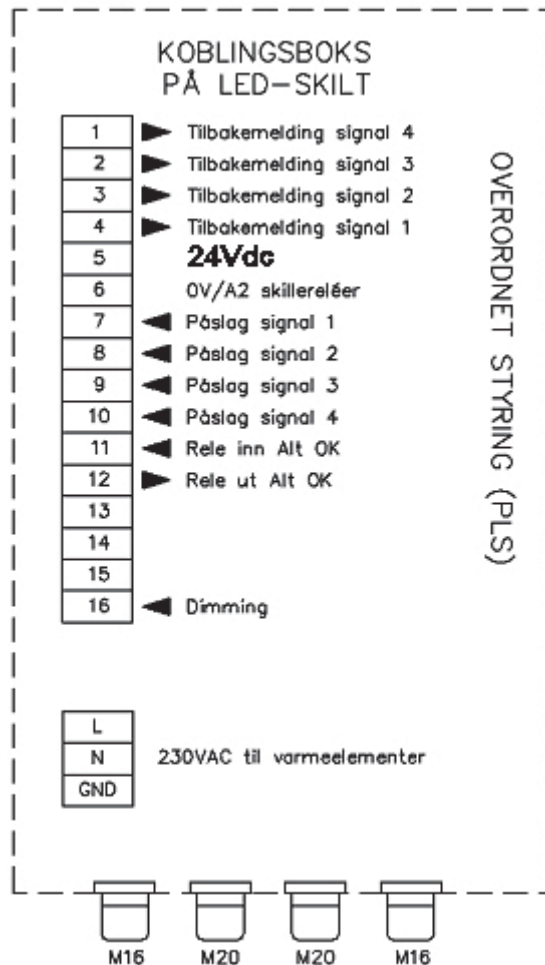 KOBLINGSBOKS
PÅ LED-SKILT
1 Tilbakemelding signal 4
2 Tilbakemelding signal 3
3 Tilbakemelding signal 2
4 Tilbakemelding signal 1
5 24Vdc
6 0V/A2 skilleréleer
7 Påslag signal 1
8 Påslag signal 2
9 Påslag signal 3
10 Påslag signal 4
11 Rele inn Alt OK
12 Rele ut Alt OK
13
14
15
16 Dimming
OVERORDNET STYRING (PLS)
L
N 230VAC til varmeelementer
GND
M16 M20 M20 M16